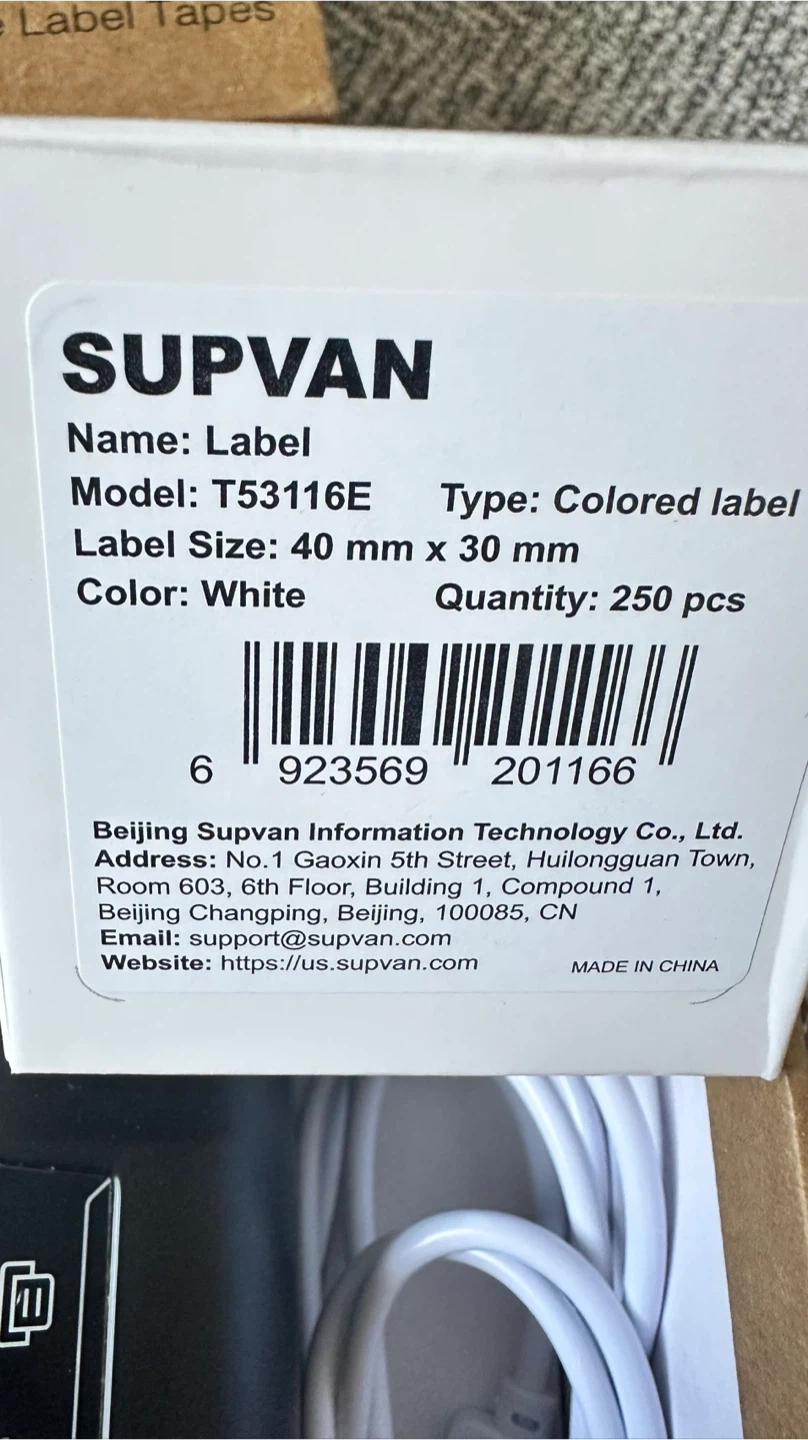 Label Tapes
SUPVAN
Name: Label
Model: T53116E Type: Colored label
Label Size: 40 mm x 30 mm
Color: White Quantity: 250 pcs
6 923569 201166
Beijing Supvan Information Technology Co., Ltd.
Address: No.1 Gaoxin 5th Street, Huilongguan Town,
Room 603, 6th Floor, Building 1, Compound 1,
Beijing Changping, Beijing, 100085, CN
Email: support@supvan.com
Website: https://us.supvan.com MADE IN CHINA